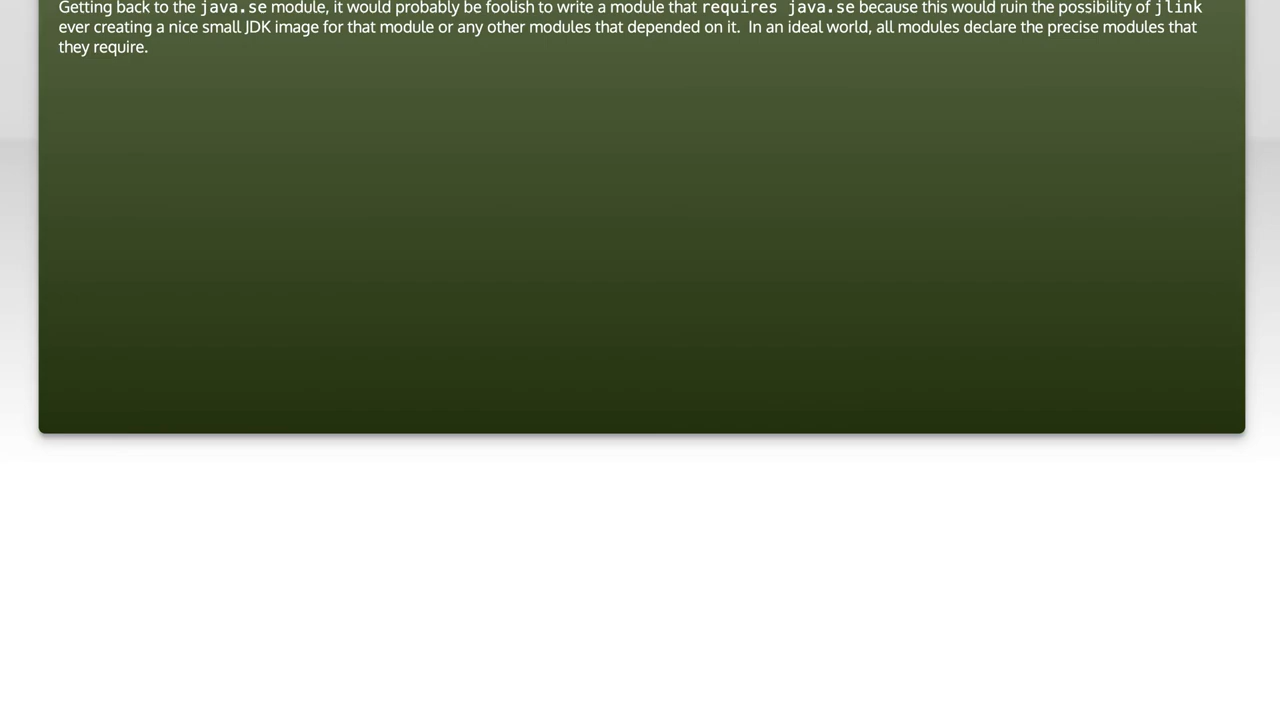 Getting back to the java.se module, it would probably be foolish to write a module that requires java.se because this would ruin the possibility of jlink
ever creating a nice small JDK image for that module or any other modules that depended on it.  In an ideal world, all modules declare the precise modules that
they require.